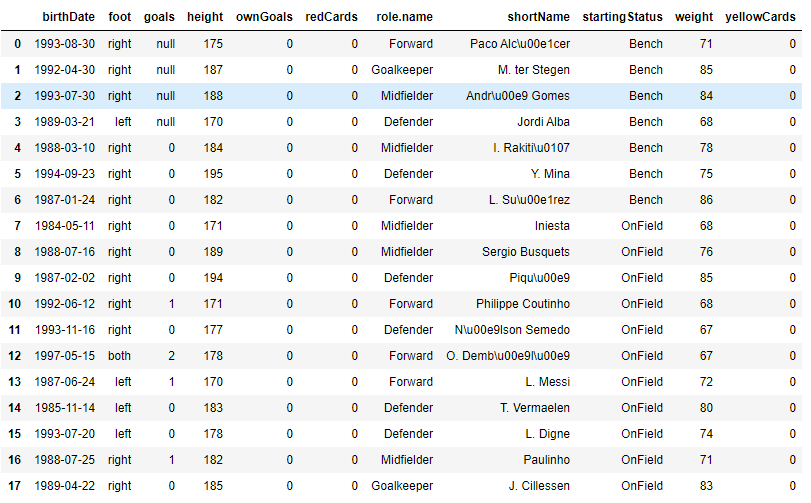 birthDate foot goals height ownGoals redCards role.name shortName startingStatus weight yellowCards
0 1993-08-30 right null 175 0 0 Forward Paco Alc\u00e1cer Bench 71 0
1 1992-04-30 right null 187 0 0 Goalkeeper M. ter Stegen Bench 85 0
2 1993-07-30 right null 188 0 0 Midfielder Andr\u00e9 Gomes Bench 84 0
3 1989-03-21 left null 170 0 0 Defender Jordi Alba Bench 68 0
4 1988-03-10 right 0 184 0 0 Midfielder I. Rakiti\u0107 Bench 78 0
5 1994-09-23 right 0 195 0 0 Defender Y. Mina Bench 75 0
6 1987-01-24 right 0 182 0 0 Forward L. Su\u00e1rez Bench 86 0
7 1984-05-11 right 0 171 0 0 Midfielder Iniesta OnField 68 0
8 1988-07-16 right 0 189 0 0 Midfielder Sergio Busquets OnField 76 0
9 1987-02-02 right 0 194 0 0 Defender Piqu\u00e9 OnField 85 0
10 1992-06-12 right 1 171 0 0 Forward Philippe Coutinho OnField 68 0
11 1993-11-16 right 0 177 0 0 Defender N\u00e9lson Semedo OnField 67 0
12 1997-05-15 both 2 178 0 0 Forward O. Demb\u00e9l\u00e9 OnField 67 0
13 1987-06-24 left 1 170 0 0 Forward L. Messi OnField 72 0
14 1985-11-14 left 0 183 0 0 Defender T. Vermaelen OnField 80 0
15 1993-07-20 left 0 178 0 0 Defender L. Digne OnField 74 0
16 1988-07-25 right 1 182 0 0 Midfielder Paulinho OnField 71 0
17 1989-04-22 right 0 185 0 0 Goalkeeper J. Cillessen OnField 83 0